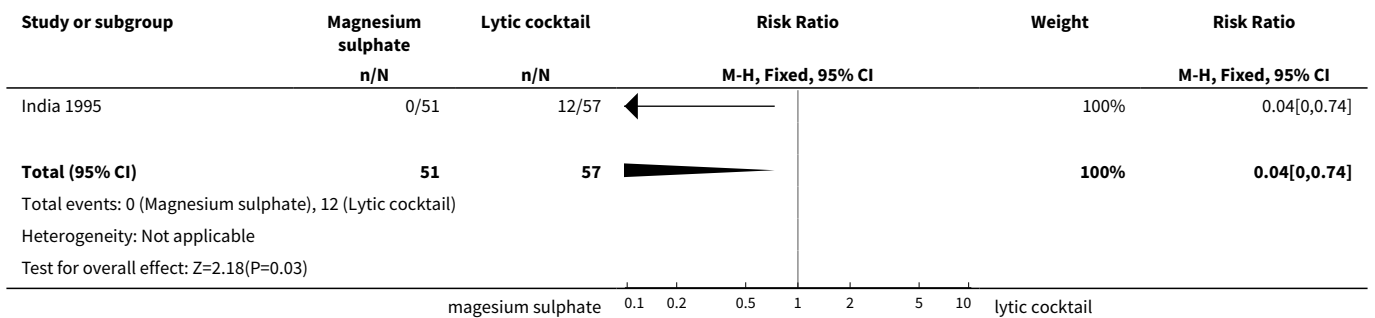 Study or subgroup Magnesium sulphate Lytic cocktail Risk Ratio Weight Risk Ratio
n/N n/N M-H, Fixed, 95% CI M-H, Fixed, 95% CI
India 1995 0/51 12/57 100% 0.04[0,0.74]
Total (95% CI) 51 57 100% 0.04[0,0.74]
Total events: 0 (Magnesium sulphate), 12 (Lytic cocktail)
Heterogeneity: Not applicable
Test for overall effect: Z=2.18(P=0.03)
magesium sulphate 0.1 0.2 0.5 1 2 5 10 lytic cocktail